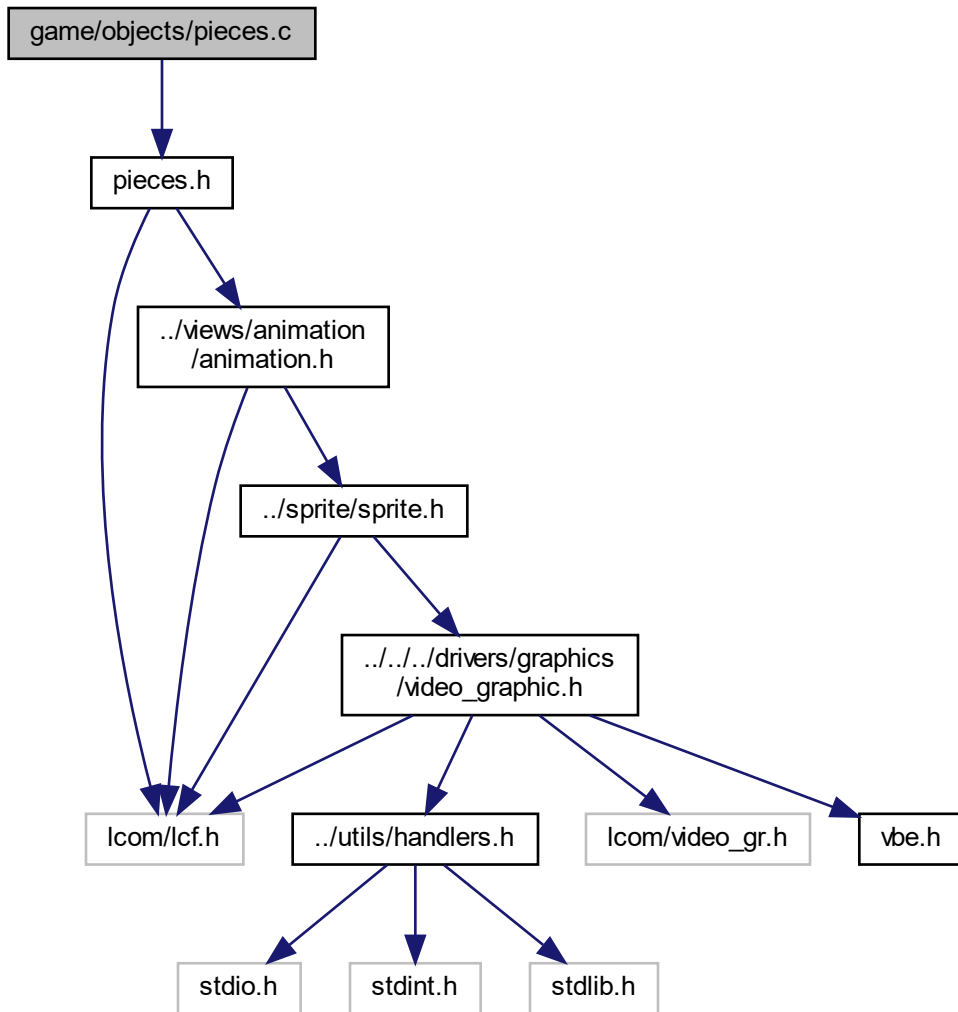 game/objects/pieces.c
pieces.h
../views/animation
/animation.h
../sprite/sprite.h
../../../drivers/graphics
/video_graphic.h
lcom/lcf.h
../utils/handlers.h
lcom/video_gr.h
vbe.h
stdio.h
stdint.h
stdlib.h